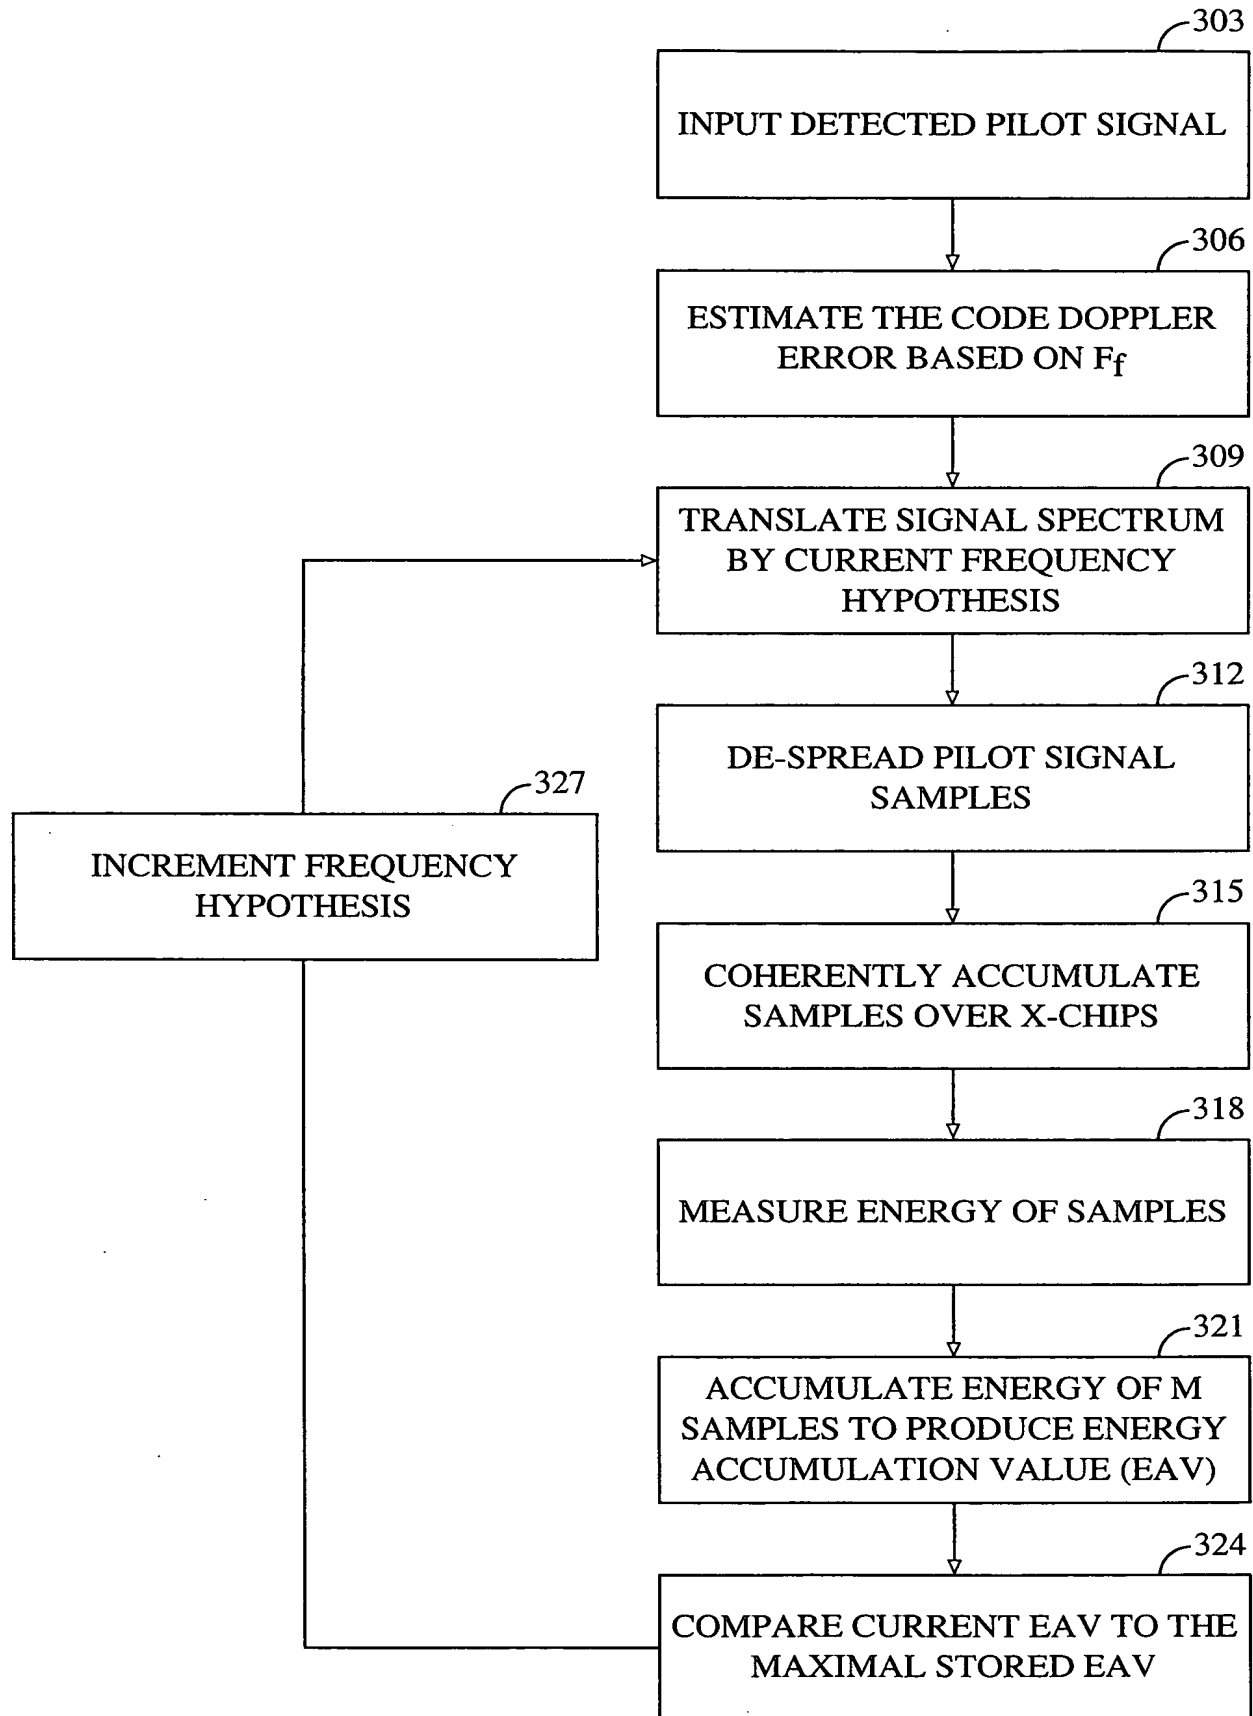 303
INPUT DETECTED PILOT SIGNAL
306
ESTIMATE THE CODE DOPPLER
ERROR BASED ON Ff
309
TRANSLATE SIGNAL SPECTRUM
BY CURRENT FREQUENCY
HYPOTHESIS
312
DE-SPREAD PILOT SIGNAL
SAMPLES
327
INCREMENT FREQUENCY
HYPOTHESIS
315
COHERENTLY ACCUMULATE
SAMPLES OVER X-CHIPS
318
MEASURE ENERGY OF SAMPLES
321
ACCUMULATE ENERGY OF M
SAMPLES TO PRODUCE ENERGY
ACCUMULATION VALUE (EAV)
324
COMPARE CURRENT EAV TO THE
MAXIMAL STORED EAV